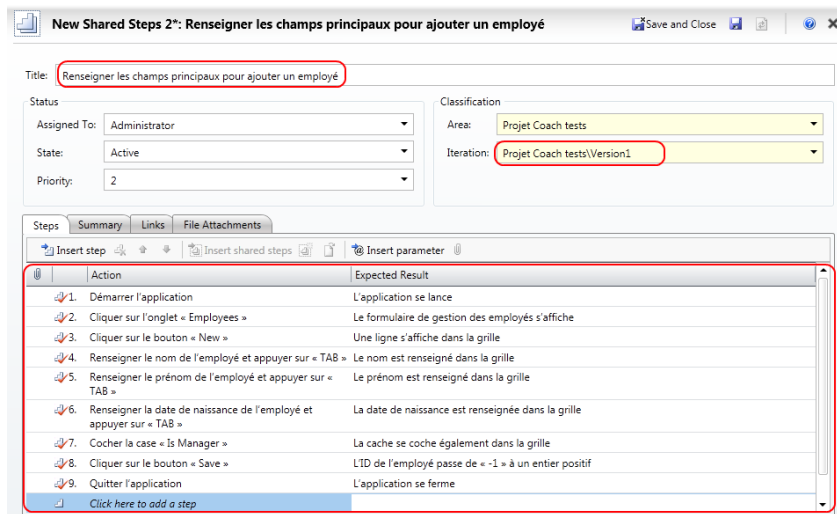 New Shared Steps 2*: Renseigner les champs principaux pour ajouter un employé
Save and Close
Title: Renseigner les champs principaux pour ajouter un employé
Status
Classification
Assigned To: Administrator
Area: Projet Coach tests
State: Active
Iteration: Projet Coach tests\Version1
Priority: 2
Steps Summary Links File Attachments
Insert step Insert shared steps Insert parameter
Action Expected Result
1. Démarrer l'application L'application se lance
2. Cliquer sur l'onglet « Employees » Le formulaire de gestion des employés s'affiche
3. Cliquer sur le bouton « New » Une ligne s'affiche dans la grille
4. Renseigner le nom de l'employé et appuyer sur « TAB » Le nom est renseigné dans la grille
5. Renseigner le prénom de l'employé et appuyer sur « Le prénom est renseigné dans la grille
TAB »
6. Renseigner la date de naissance de l'employé et La date de naissance est renseignée dans la grille
appuyer sur « TAB »
7. Cocher la case « Is Manager » La cache se coche également dans la grille
8. Cliquer sur le bouton « Save » L'ID de l'employé passe de « -1 » à un entier positif
9. Quitter l'application L'application se ferme
Click here to add a step